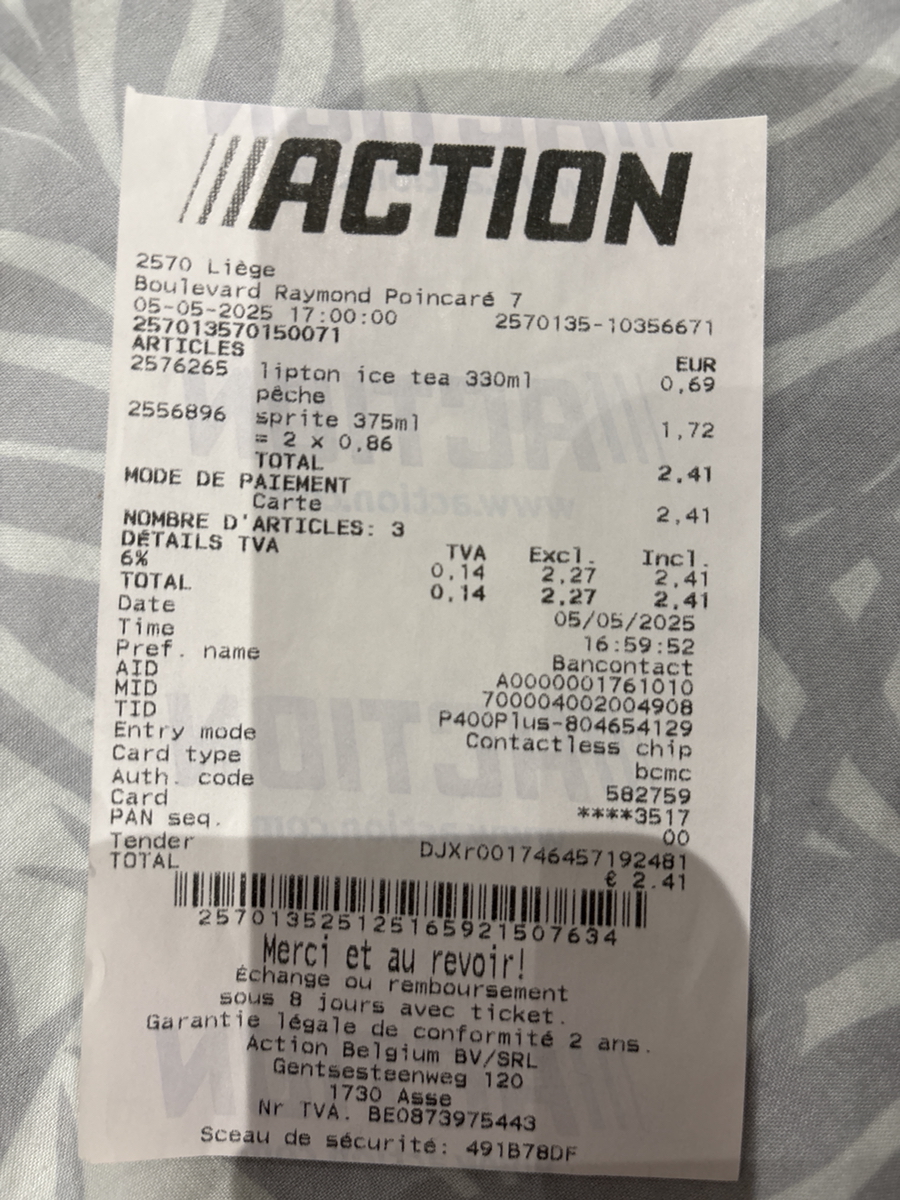 ACTION
2570 Liège
Boulevard Raymond Poincaré 7
05-05-2025 17:00:00 2570135-10356671
257013570150071
ARTICLES EUR
2576265 lipton ice tea 330ml 0,69
pêche
2556896 sprite 375ml 1,72
= 2 x 0,86
TOTAL 2,41
MODE DE PAIEMENT
Carte 2,41
NOMBRE D'ARTICLES: 3
DÉTAILS TVA TVA Excl. Incl.
6% 0,14 2,27 2,41
TOTAL 0,14 2,27 2,41
Date 05/05/2025
Time 16:59:52
Pref. name Bancontact
AID A0000001761010
MID 700004002004908
TID P400Plus-804654129
Entry mode Contactless chip
Card type bcmc
Auth. code 582759
Card ****3517
PAN seq. 00
Tender DJXr001746457192481
TOTAL € 2.41
257013525125165921507634
Merci et au revoir!
Échange ou remboursement
sous 8 jours avec ticket.
Garantie légale de conformité 2 ans.
Action Belgium BV/SRL
Gentsesteenweg 120
1730 Asse
Nr TVA. BE0873975443
Sceau de sécurité: 491B78DF